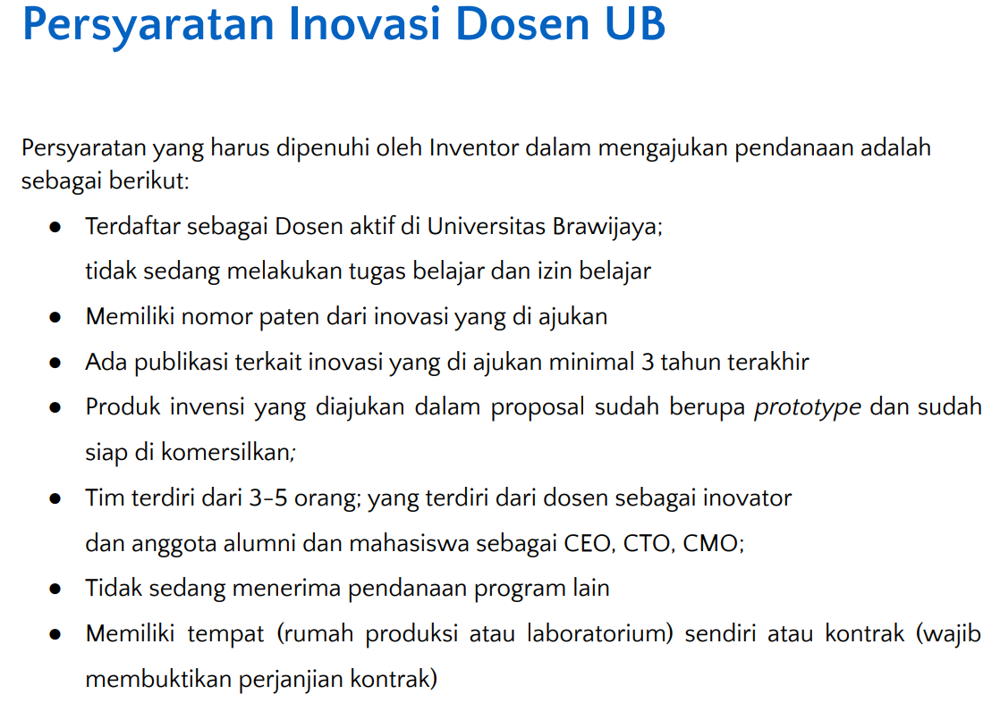 Persyaratan Inovasi Dosen UB
Persyaratan yang harus dipenuhi oleh Inventor dalam mengajukan pendanaan adalah
sebagai berikut:
● Terdaftar sebagai Dosen aktif di Universitas Brawijaya;
tidak sedang melakukan tugas belajar dan izin belajar
● Memiliki nomor paten dari inovasi yang di ajukan
● Ada publikasi terkait inovasi yang di ajukan minimal 3 tahun terakhir
● Produk invensi yang diajukan dalam proposal sudah berupa prototype dan sudah
siap di komersilkan;
● Tim terdiri dari 3-5 orang; yang terdiri dari dosen sebagai inovator
dan anggota alumni dan mahasiswa sebagai CEO, CTO, CMO;
● Tidak sedang menerima pendanaan program lain
● Memiliki tempat (rumah produksi atau laboratorium) sendiri atau kontrak (wajib
membuktikan perjanjian kontrak)